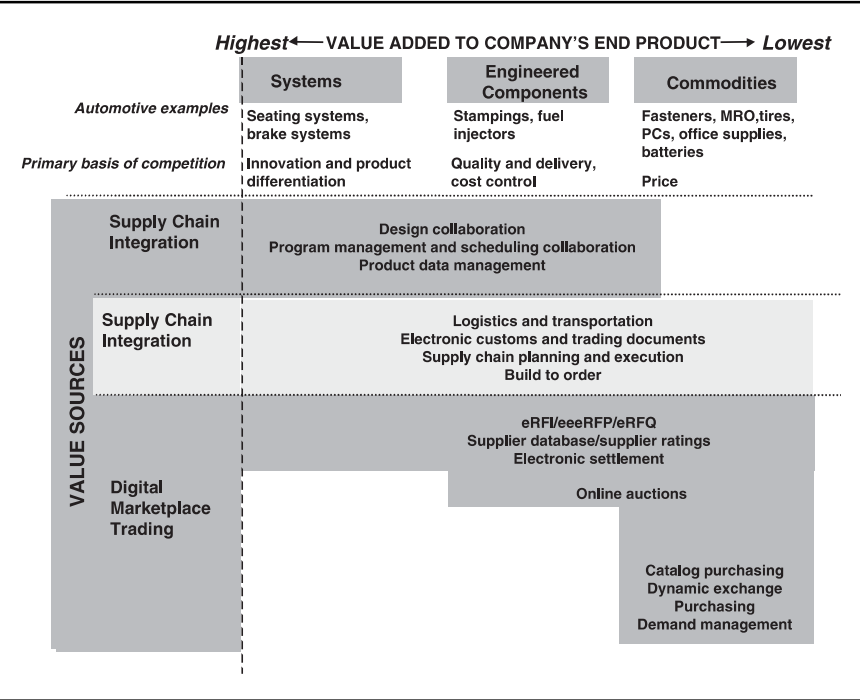 Highest VALUE ADDED TO COMPANY'S END PRODUCT Lowest
Systems
Engineered
Components
Commodities
Automotive examples
Seating systems,
brake systems
Stampings, fuel
injectors
Fasteners, MRO,tires,
PCs, office supplies,
batteries
Primary basis of competition
Innovation and product
differentiation
Quality and delivery,
cost control
Price
VALUE SOURCES
Supply Chain
Integration
Design collaboration
Program management and scheduling collaboration
Product data management
Supply Chain
Integration
Logistics and transportation
Electronic customs and trading documents
Supply chain planning and execution
Build to order
Digital
Marketplace
Trading
eRFI/eeeRFP/eRFQ
Supplier database/supplier ratings
Electronic settlement
Online auctions
Catalog purchasing
Dynamic exchange
Purchasing
Demand management